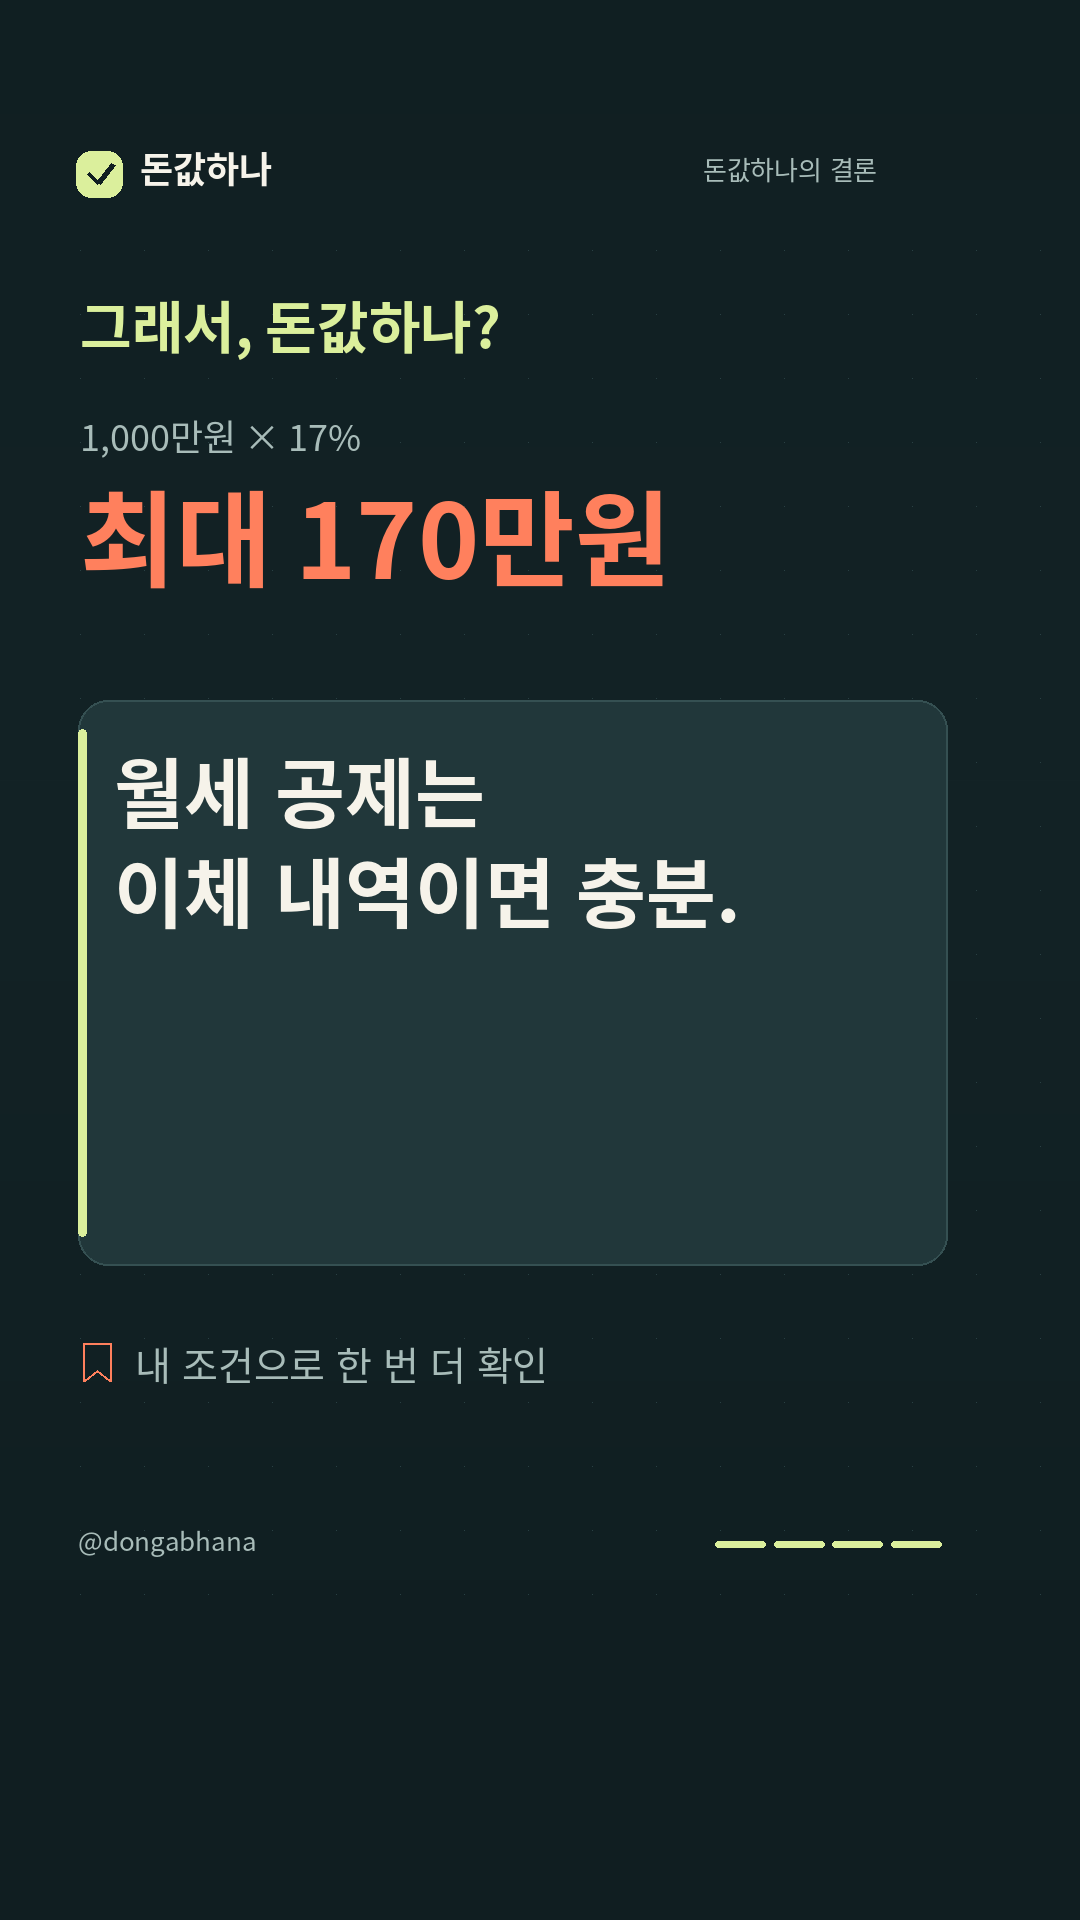 돈값하나
돈값하나의 결론
그래서, 돈값하나?
1,000만원 × 17%
최대 170만원
월세 공제는
이체 내역이면 충분.
내 조건으로 한 번 더 확인
@dongabhana